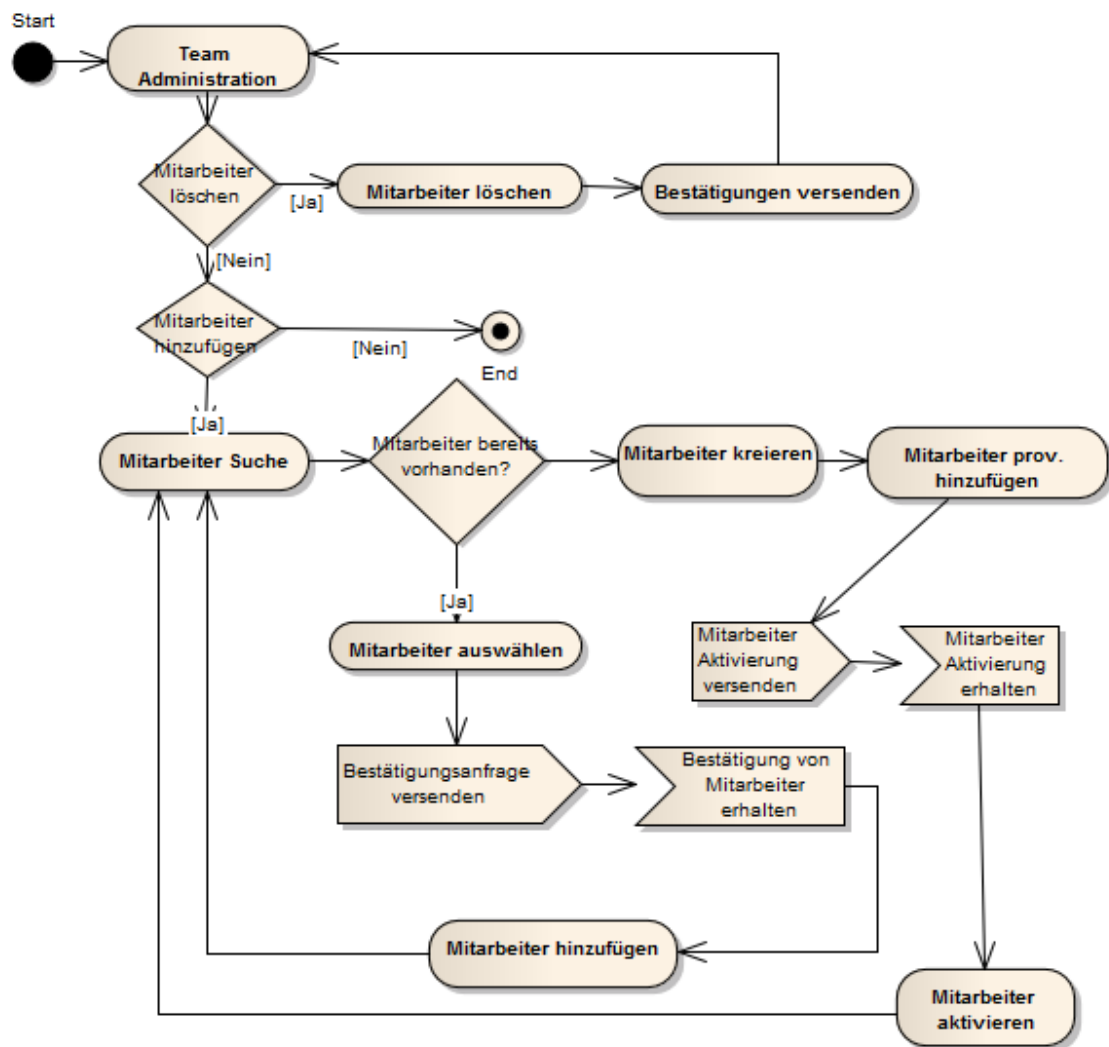 Start
Team
Administration
Mitarbeiter
löschen
[Ja]
Mitarbeiter löschen
Bestätigungen versenden
[Nein]
Mitarbeiter
hinzufügen
[Nein]
End
[Ja]
Mitarbeiter Suche
Mitarbeiter bereits
vorhanden?
Mitarbeiter kreieren
Mitarbeiter prov.
hinzufügen
[Ja]
Mitarbeiter auswählen
Mitarbeiter
Aktivierung
versenden
Mitarbeiter
Aktivierung
erhalten
Bestätigungsanfrage
versenden
Bestätigung von
Mitarbeiter
erhalten
Mitarbeiter hinzufügen
Mitarbeiter
aktivieren